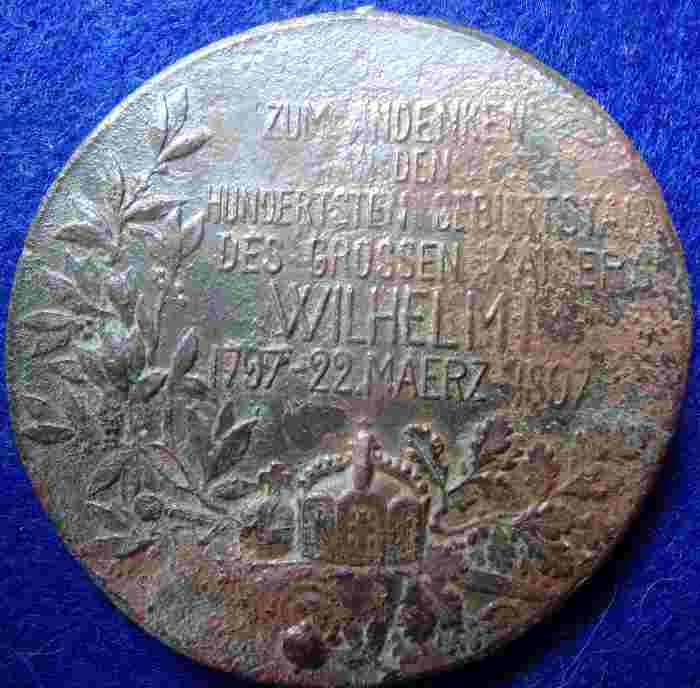 ZUM ANDENKEN
AN DEN
HUNDERTSTEN GEBURTSTAG
DES GROSSEN KAISERS
WILHELM I.
1797-22.MAERZ-1897